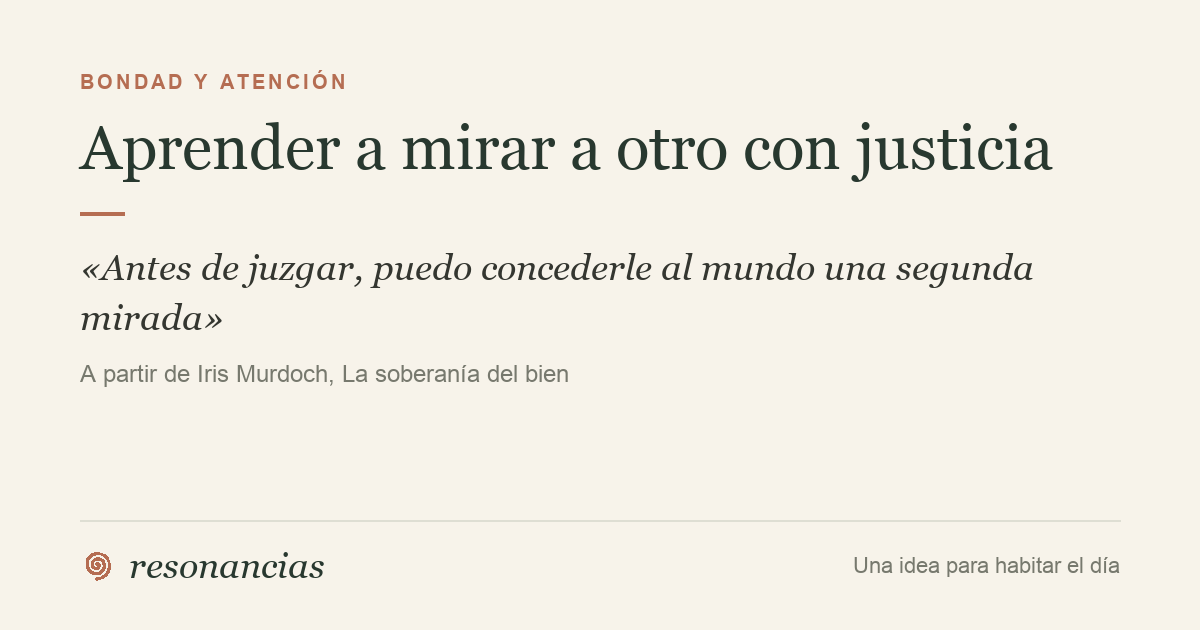 BONDAD Y ATENCIÓN
Aprender a mirar a otro con justicia
«Antes de juzgar, puedo concederle al mundo una segunda
mirada»
A partir de Iris Murdoch, La soberanía del bien
resonancias
Una idea para habitar el día